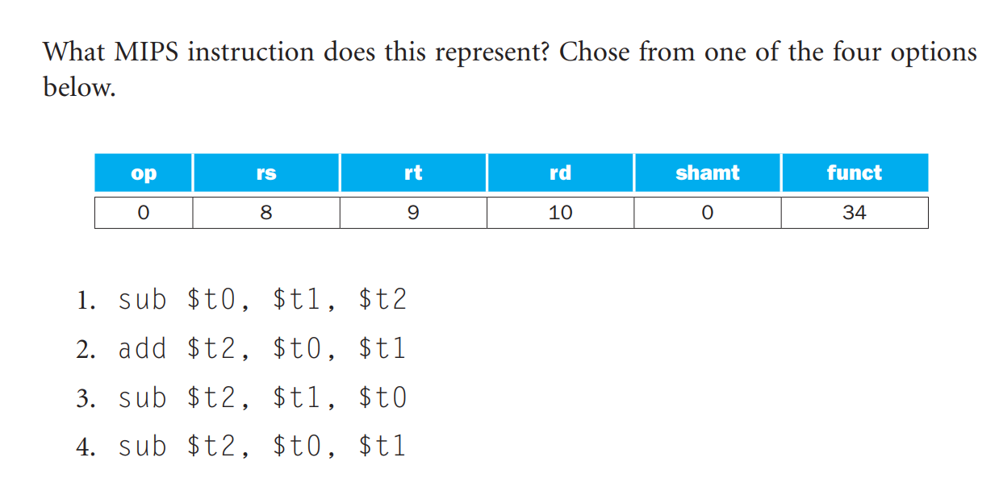 What MIPS instruction does this represent? Chose from one of the four options
below.
op rs rt rd shamt funct
0 8 9 10 0 34
1. sub $t0, $t1, $t2
2. add $t2, $t0, $t1
3. sub $t2, $t1, $t0
4. sub $t2, $t0, $t1